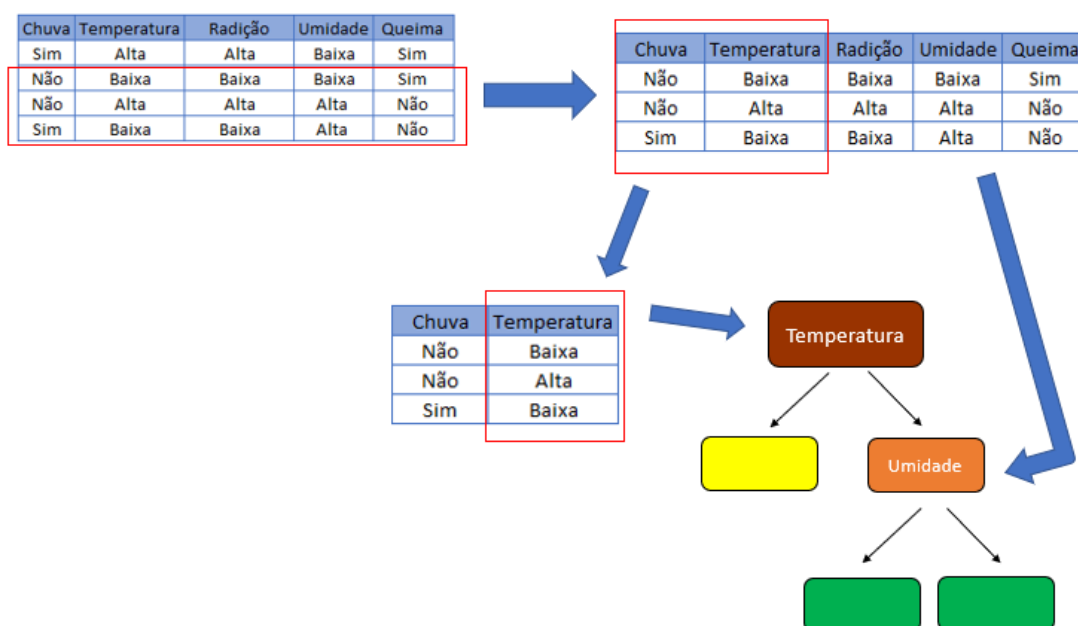 Chuva Temperatura Radição Umidade Queima
Sim Alta Alta Baixa Sim
Não Baixa Baixa Baixa Sim
Não Alta Alta Alta Não
Sim Baixa Baixa Alta Não
Chuva Temperatura Radição Umidade Queima
Não Baixa Baixa Baixa Sim
Não Alta Alta Alta Não
Sim Baixa Baixa Alta Não
Chuva Temperatura
Não Baixa
Não Alta
Sim Baixa
Temperatura
Umidade